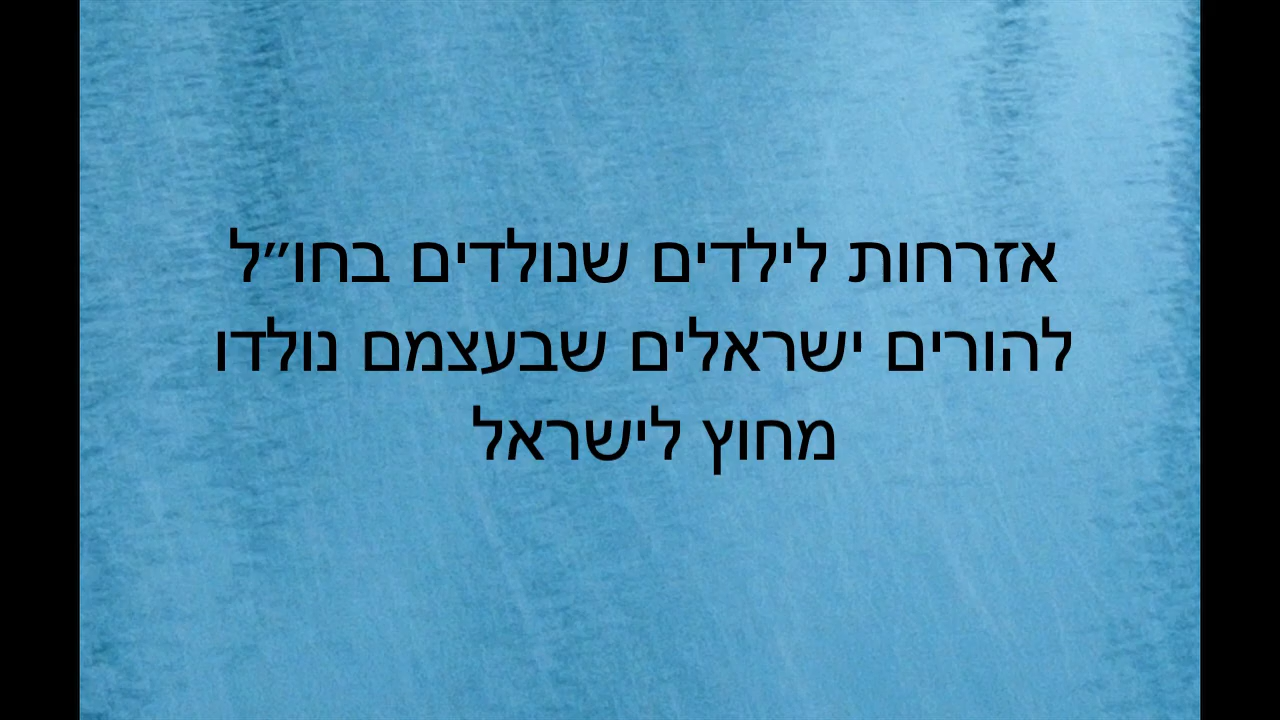 אזרחות לילדים שנולדים בחו״ל
להורים ישראלים שבעצמם נולדו
מחוץ לישראל